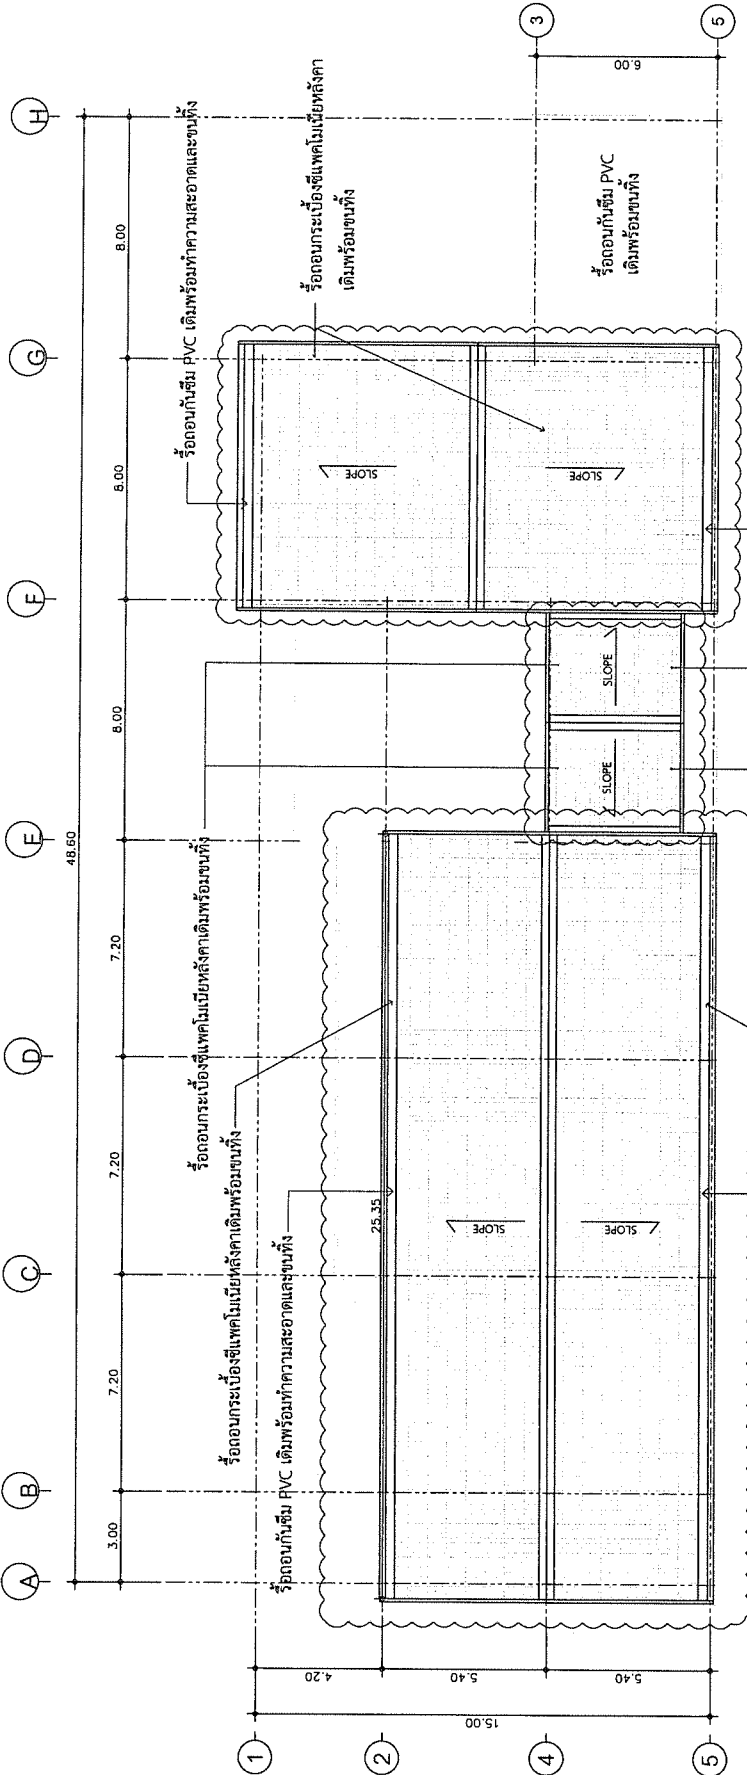 A
B
C
D
E
F
G
H
48.60
3.00
7.20
7.20
7.20
8.00
8.00
8.00
รื้อถอนกันซึม PVC เดิมพร้อมทำความสะอาดและขนทิ้ง
รื้อถอนกระเบื้องซีแพคโมเนียหลังคา
เดิมพร้อมขนทิ้ง
รื้อถอนกระเบื้องซีแพคโมเนียหลังคาเดิมพร้อมขนทิ้ง
รื้อถอนกระเบื้องซีแพคโมเนียหลังคาเดิมพร้อมขนทิ้ง
รื้อถอนกันซึม PVC เดิมพร้อมทำความสะอาดและขนทิ้ง
รื้อถอนกันซึม PVC
เดิมพร้อมขนทิ้ง
25.35
SLOPE
SLOPE
SLOPE
SLOPE
SLOPE
SLOPE
1
2
4
5
4.20
5.40
5.40
15.00
3
5
6.00